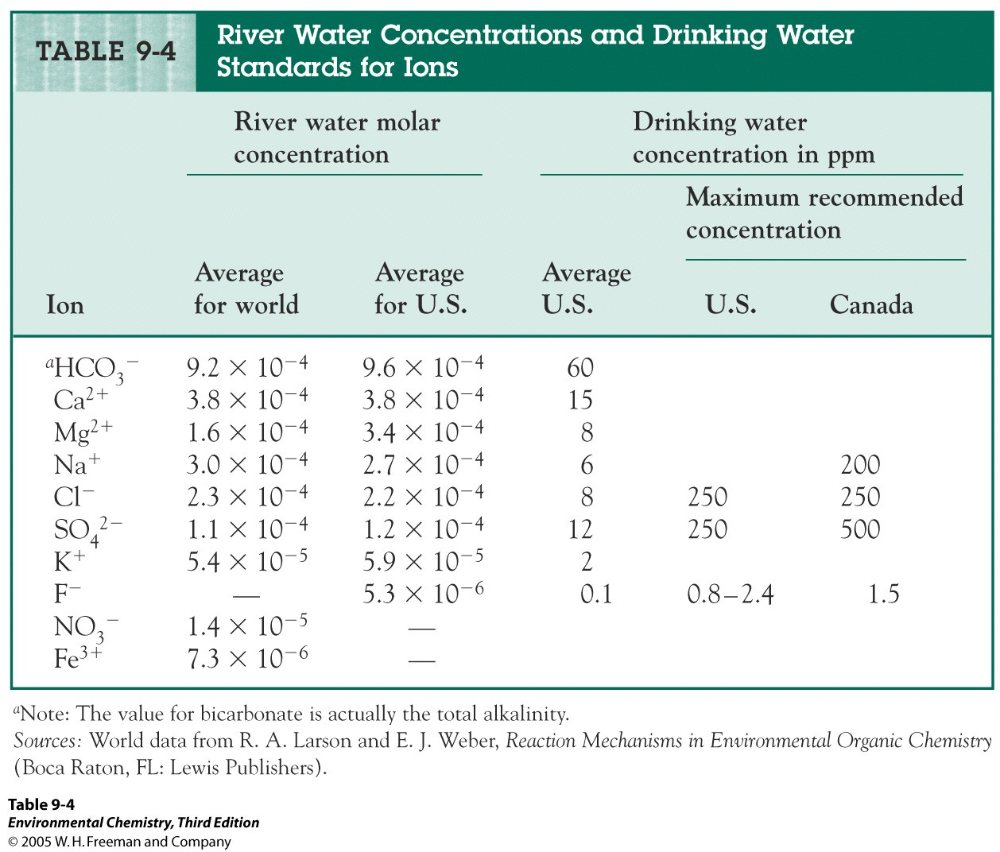 TABLE 9-4
River Water Concentrations and Drinking Water
Standards for Ions
River water molar
concentration
Drinking water
concentration in ppm
Maximum recommended
concentration
Ion Average for world Average for U.S. Average U.S. U.S. Canada
ᵃHCO₃⁻ 9.2 × 10⁻⁴ 9.6 × 10⁻⁴ 60
Ca²⁺ 3.8 × 10⁻⁴ 3.8 × 10⁻⁴ 15
Mg²⁺ 1.6 × 10⁻⁴ 3.4 × 10⁻⁴ 8
Na⁺ 3.0 × 10⁻⁴ 2.7 × 10⁻⁴ 6 200
Cl⁻ 2.3 × 10⁻⁴ 2.2 × 10⁻⁴ 8 250 250
SO₄²⁻ 1.1 × 10⁻⁴ 1.2 × 10⁻⁴ 12 250 500
K⁺ 5.4 × 10⁻⁵ 5.9 × 10⁻⁵ 2
F⁻ — 5.3 × 10⁻⁶ 0.1 0.8–2.4 1.5
NO₃⁻ 1.4 × 10⁻⁵ —
Fe³⁺ 7.3 × 10⁻⁶ —
ᵃNote: The value for bicarbonate is actually the total alkalinity.
Sources: World data from R. A. Larson and E. J. Weber, Reaction Mechanisms in Environmental Organic Chemistry
(Boca Raton, FL: Lewis Publishers).
Table 9-4
Environmental Chemistry, Third Edition
© 2005 W. H. Freeman and Company